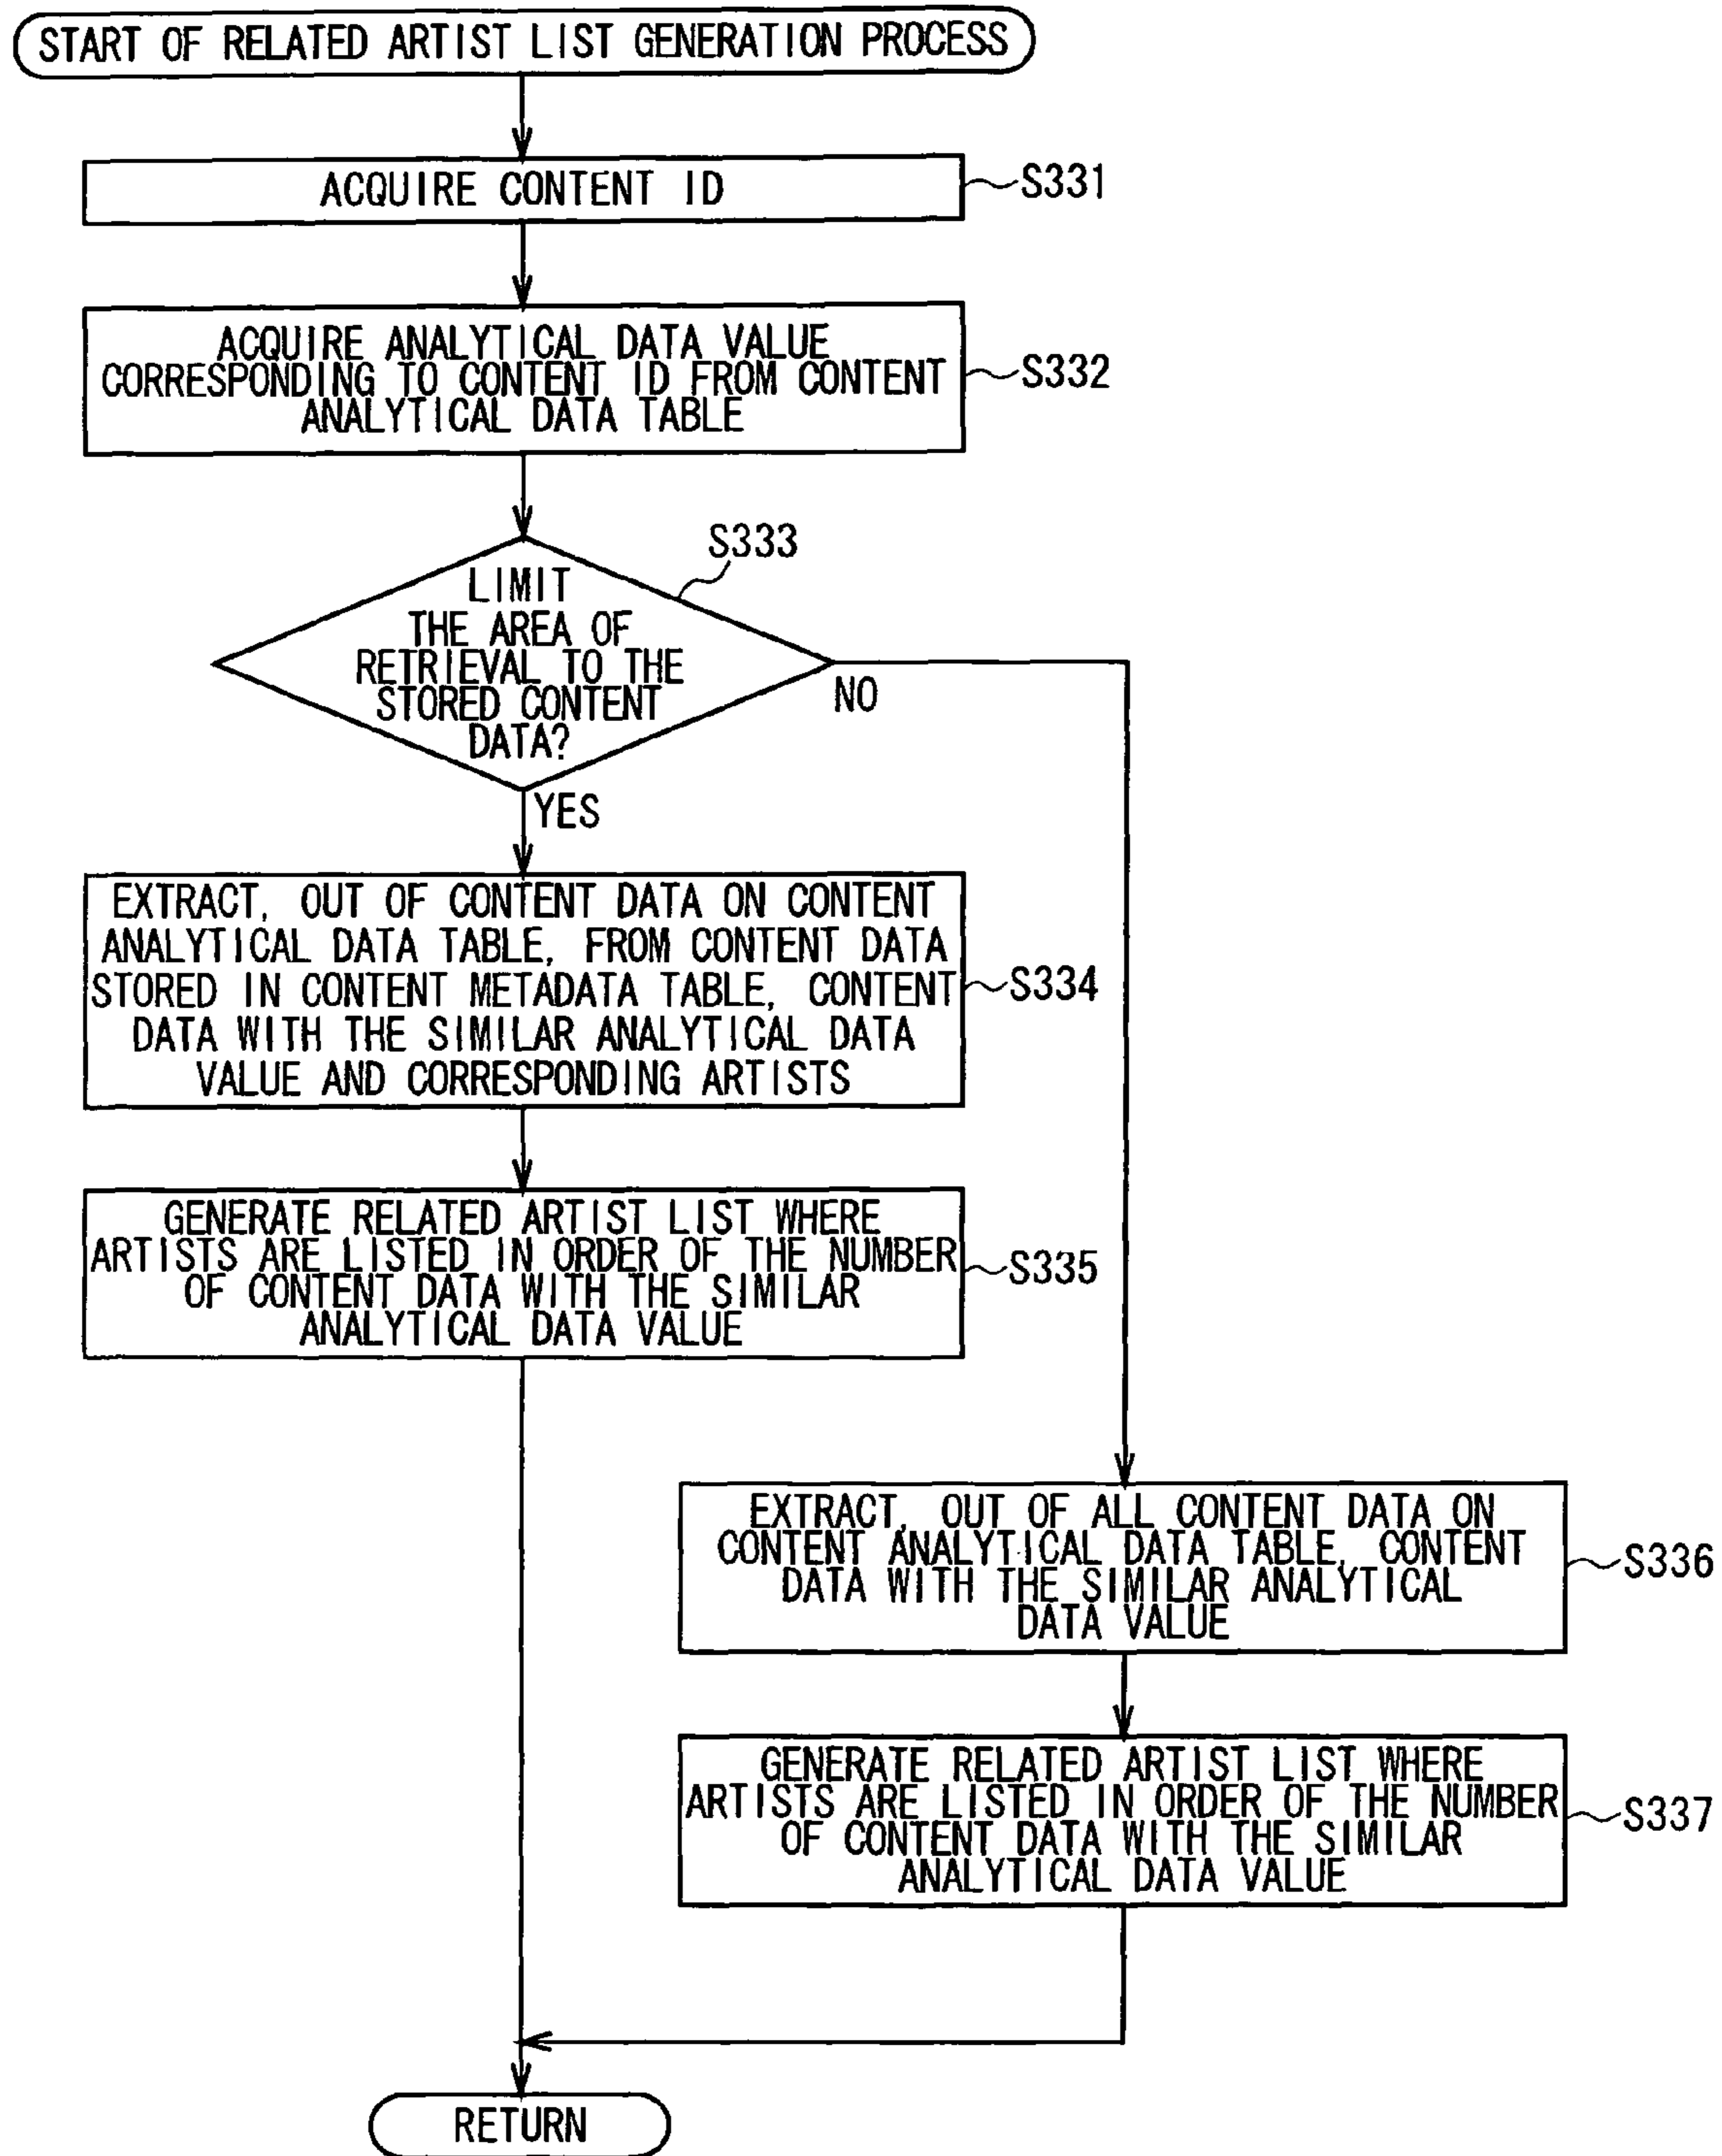 START OF RELATED ARTIST LIST GENERATION PROCESS
ACQUIRE CONTENT ID
S331
ACQUIRE ANALYTICAL DATA VALUE
CORRESPONDING TO CONTENT ID FROM CONTENT
ANALYTICAL DATA TABLE
S332
S333
LIMIT
THE AREA OF
RETRIEVAL TO THE
STORED CONTENT
DATA?
NO
YES
EXTRACT, OUT OF CONTENT DATA ON CONTENT
ANALYTICAL DATA TABLE, FROM CONTENT DATA
STORED IN CONTENT METADATA TABLE, CONTENT
DATA WITH THE SIMILAR ANALYTICAL DATA
VALUE AND CORRESPONDING ARTISTS
S334
GENERATE RELATED ARTIST LIST WHERE
ARTISTS ARE LISTED IN ORDER OF THE NUMBER
OF CONTENT DATA WITH THE SIMILAR
ANALYTICAL DATA VALUE
S335
EXTRACT, OUT OF ALL CONTENT DATA ON
CONTENT ANALYTICAL DATA TABLE, CONTENT
DATA WITH THE SIMILAR ANALYTICAL
DATA VALUE
S336
GENERATE RELATED ARTIST LIST WHERE
ARTISTS ARE LISTED IN ORDER OF THE NUMBER
OF CONTENT DATA WITH THE SIMILAR
ANALYTICAL DATA VALUE
S337
RETURN